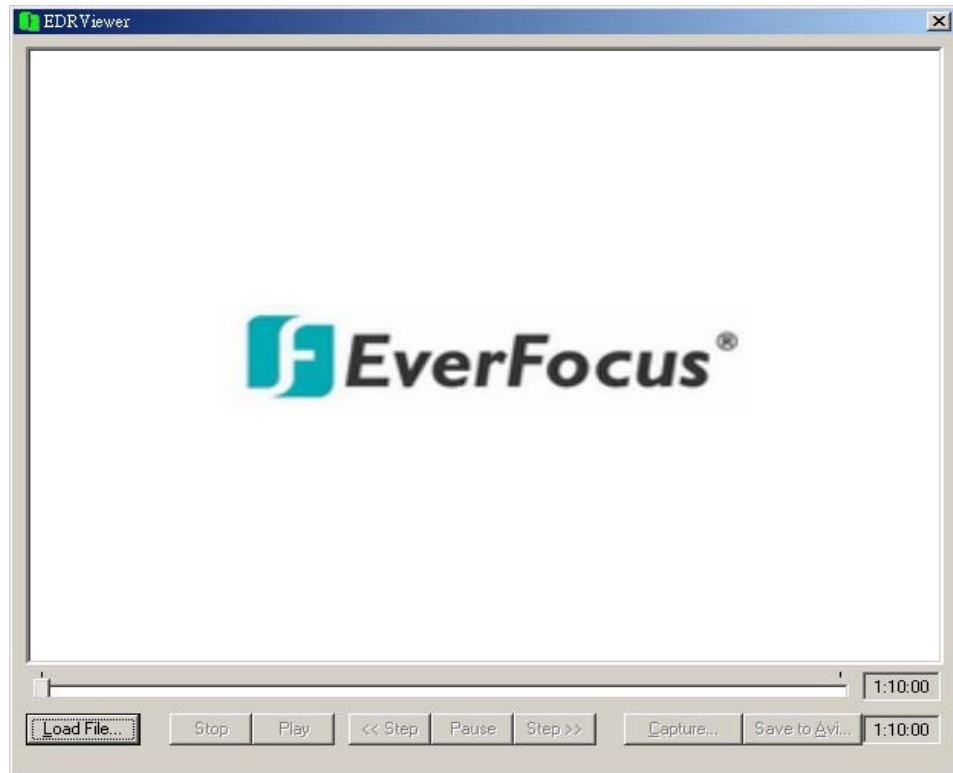 EDRViewer
EverFocus®
1:10:00
Load File... Stop Play << Step Pause Step >> Capture... Save to Avi... 1:10:00